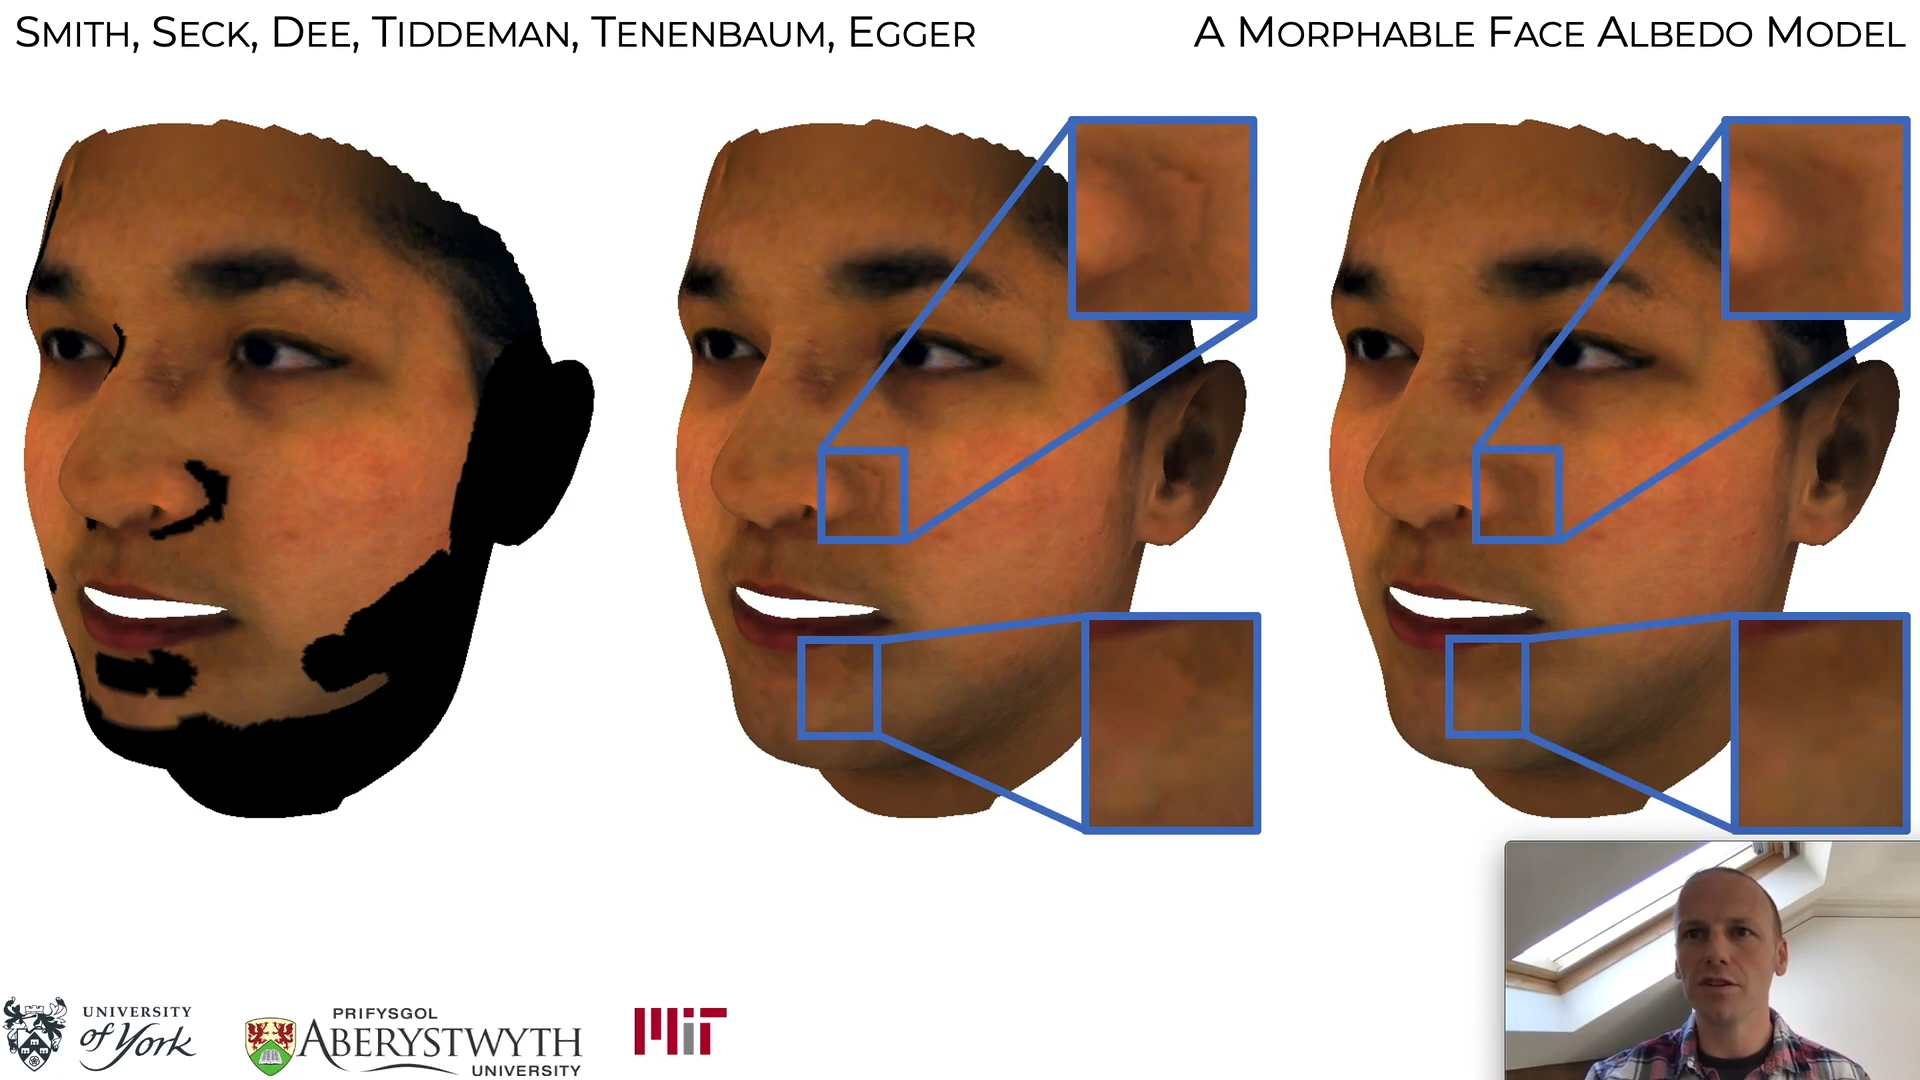 SMITH, SECK, DEE, TIDDEMAN, TENENBAUM, EGGER
A MORPHABLE FACE ALBEDO MODEL
UNIVERSITY
of York
PRIFYSGOL
ABERYSTWYTH
UNIVERSITY
MIT